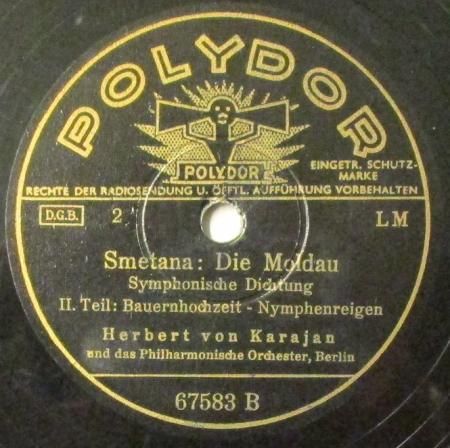 POLYDOR
POLYDOR
EINGETR. SCHUTZ-
MARKE
RECHTE DER RADIOSENDUNG U. ÖFFTL. AUFFÜHRUNG VORBEHALTEN
D.G.B. 2 LM
Smetana: Die Moldau
Symphonische Dichtung
II. Teil: Bauernhochzeit - Nymphenreigen
Herbert von Karajan
und das Philharmonische Orchester, Berlin
67583 B